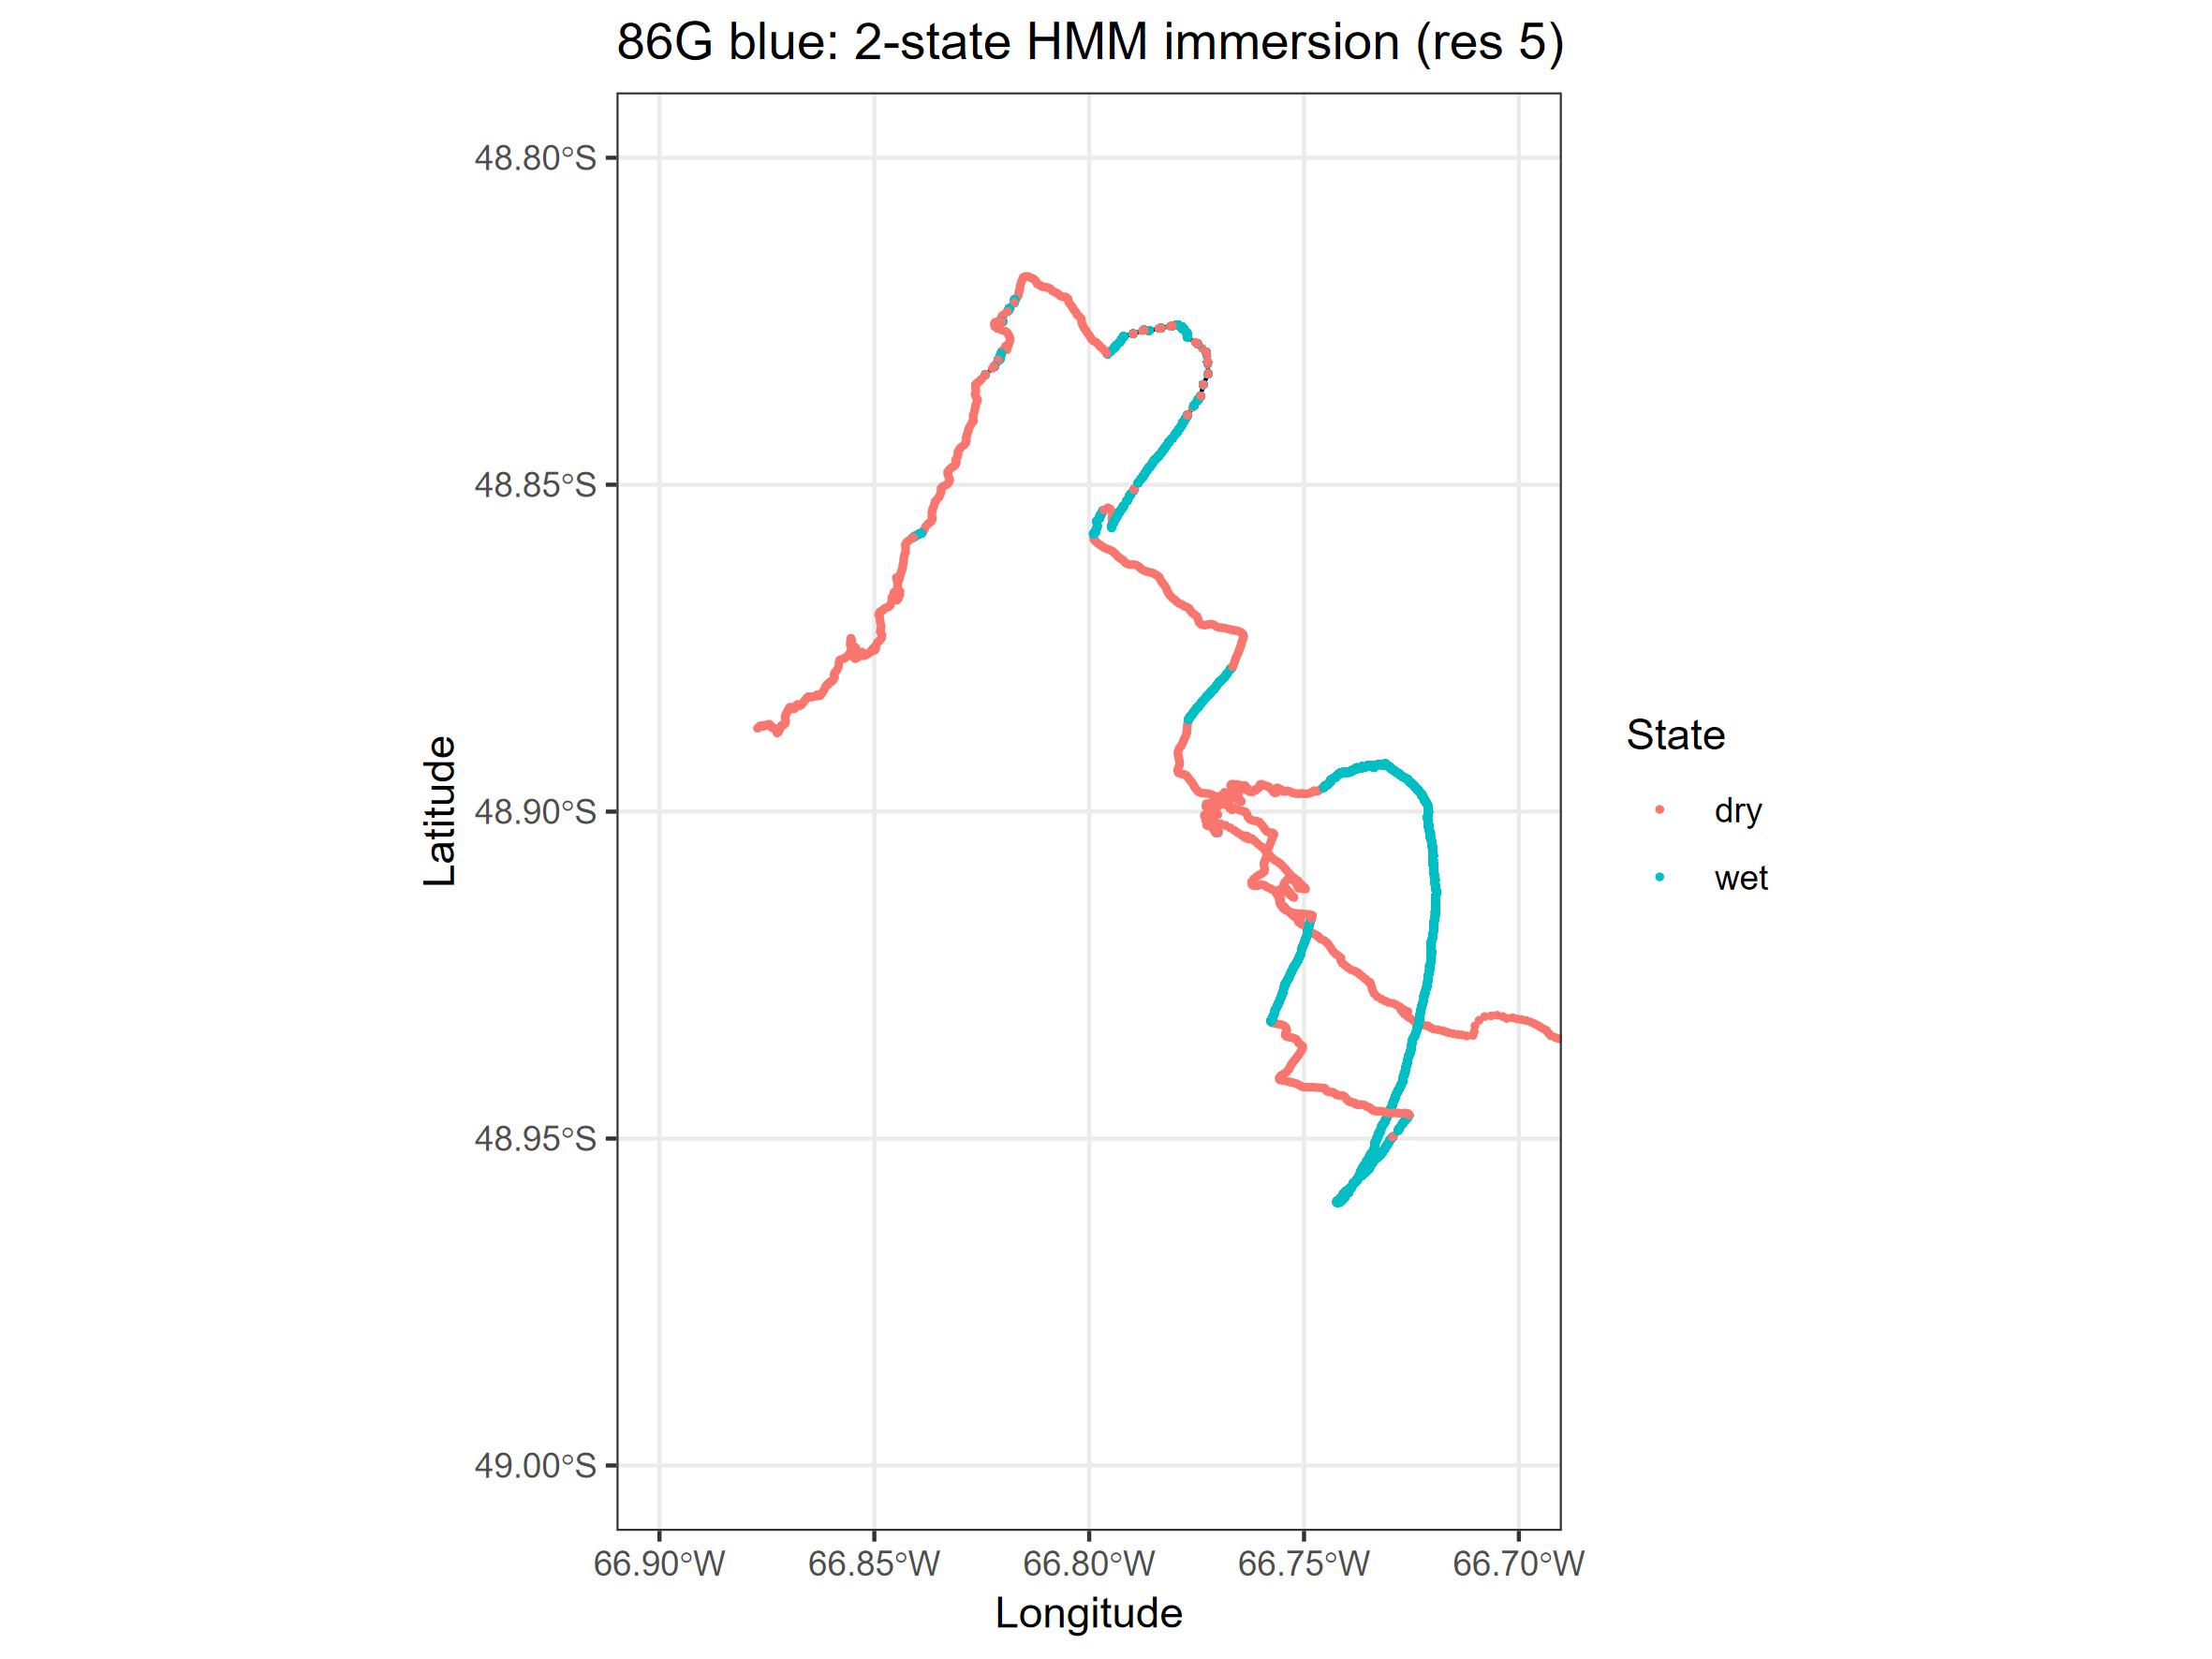 86G blue: 2-state HMM immersion (res 5)
48.80°S
48.85°S
48.90°S
48.95°S
49.00°S
Latitude
66.90°W 66.85°W 66.80°W 66.75°W 66.70°W
Longitude
State
dry
wet